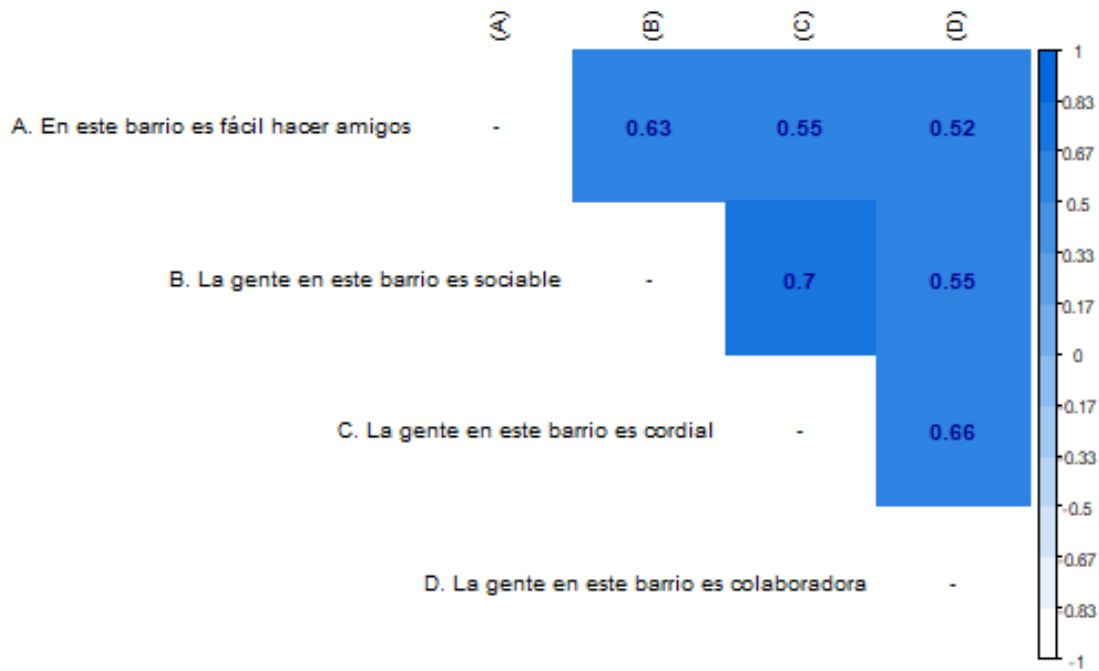 (A) (B) (C) (D)
A. En este barrio es fácil hacer amigos - 0.63 0.55 0.52
B. La gente en este barrio es sociable - 0.7 0.55
C. La gente en este barrio es cordial - 0.66
D. La gente en este barrio es colaboradora -
1
0.83
0.67
0.5
0.33
0.17
0
-0.17
-0.33
-0.5
-0.67
-0.83
-1